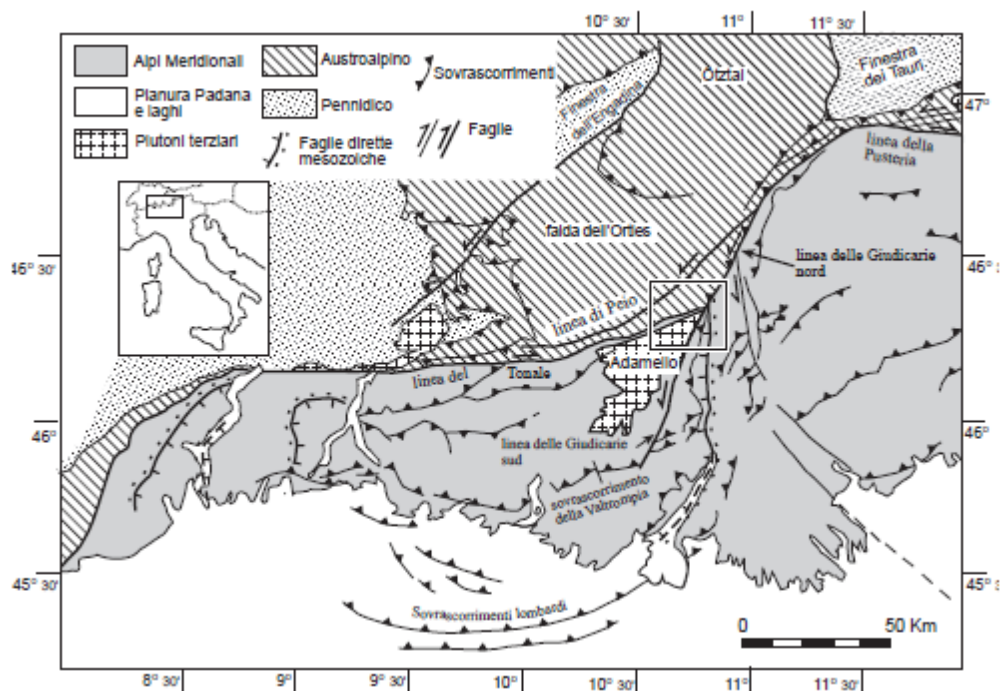 10° 30'
11°
11° 30'
Alpi Meridionali
Pianura Padana
e laghi
Plutoni terziari
Austroalpino
Pennidico
Faglie dirette
mesozoiche
Sovrascorrimenti
Faglie
Finestra
dell'Engadina
Ötztal
Finestra
dei Tauri.
47°
linea della
Pusteria
falda dell'Orties
linea delle Giudicarie
nord
46° 30'
linea di Peio
Adamello
linea del Tonale
46°
46°
linea delle Giudicarie
sud
sovrascorrimento
della Valtrompia
45° 30'
Sovrascorrimenti lombardi
0 50 Km
8° 30'
9°
9° 30'
10°
10° 30'
11°
11° 30'